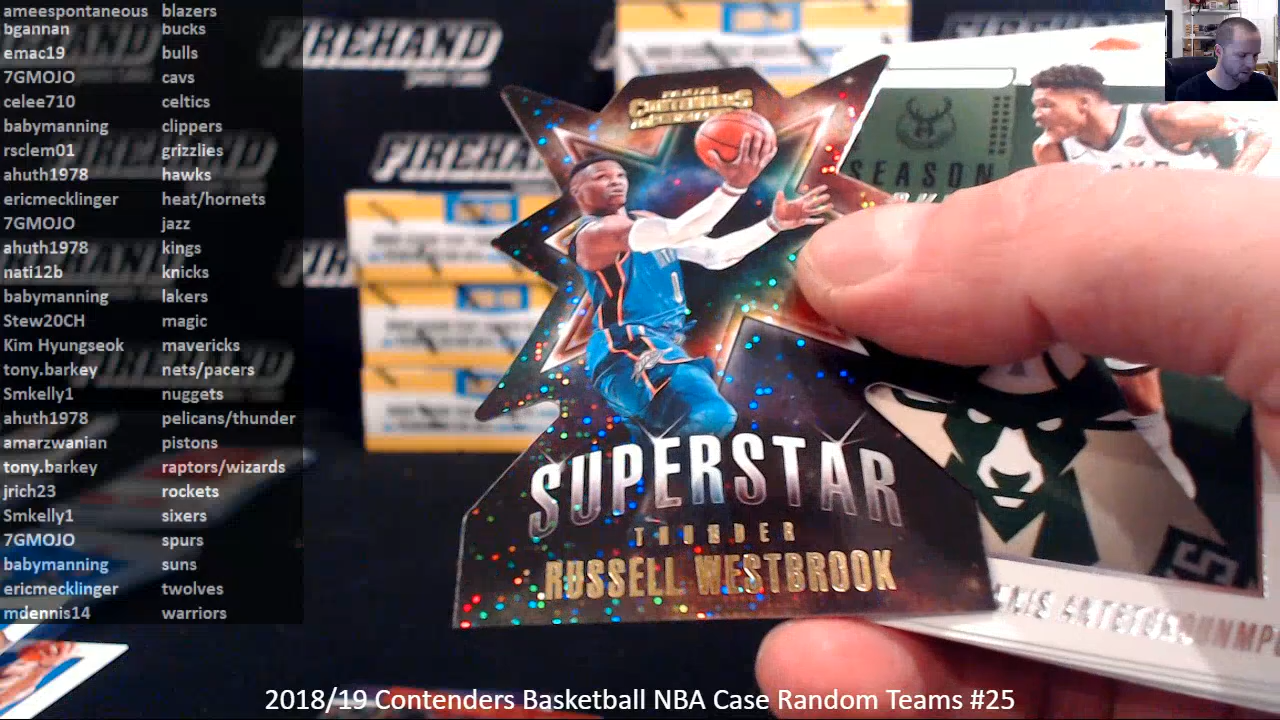 ameespontaneous blazers
bgannan bucks
emac19 bulls
7GMOJO cavs
celee710 celtics
babymanning clippers
rsclem01 grizzlies
ahuth1978 hawks
ericmecklinger heat/hornets
7GMOJO jazz
ahuth1978 kings
nati12b knicks
babymanning lakers
Stew20CH magic
Kim Hyungseok mavericks
tony.barkey nets/pacers
Smkelly1 nuggets
ahuth1978 pelicans/thunder
amarzwanian pistons
tony.barkey raptors/wizards
jrich23 rockets
Smkelly1 sixers
7GMOJO spurs
babymanning suns
ericmecklinger twolves
mdennis14 warriors
FIREHAND
FIREHAND
PANINI
CONTENDERS
SEASON
SUPERSTAR
THUNDER
RUSSELL WESTBROOK
2018/19 Contenders Basketball NBA Case Random Teams #25